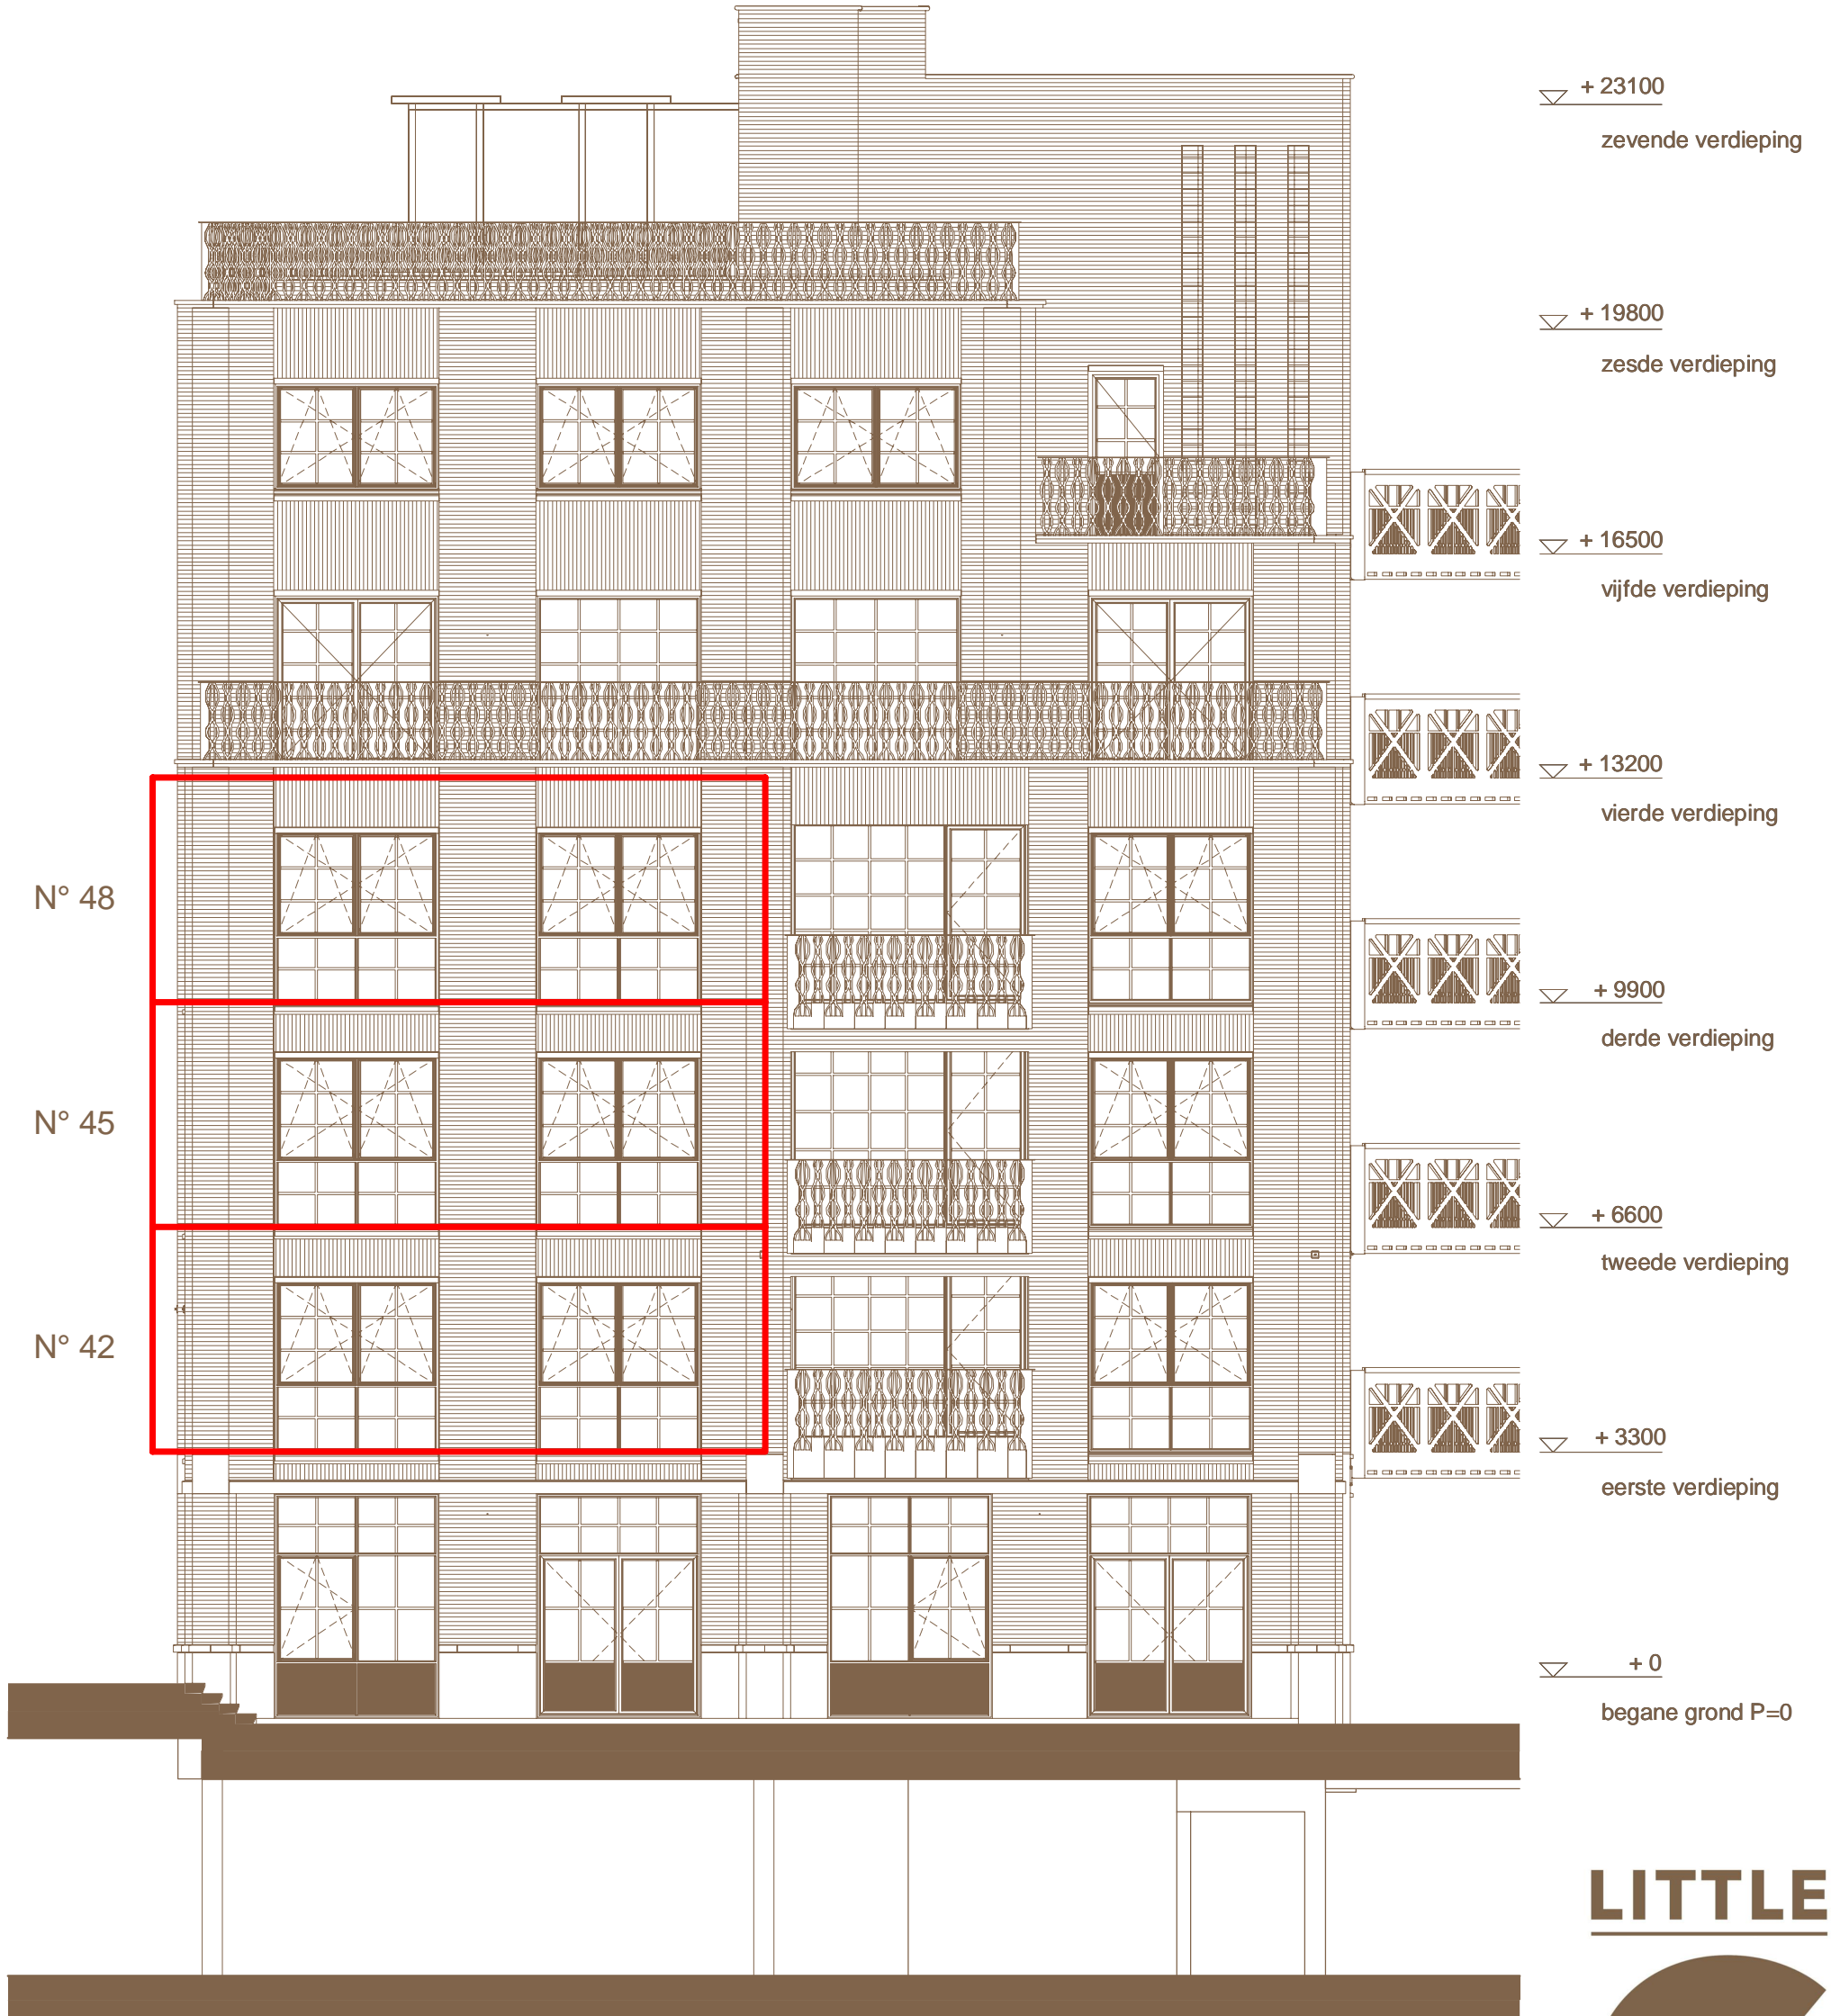 + 23100
zevende verdieping
+ 19800
zesde verdieping
+ 16500
vijfde verdieping
+ 13200
vierde verdieping
N° 48
+ 9900
derde verdieping
N° 45
+ 6600
tweede verdieping
N° 42
+ 3300
eerste verdieping
+ 0
begane grond P=0
LITTLE